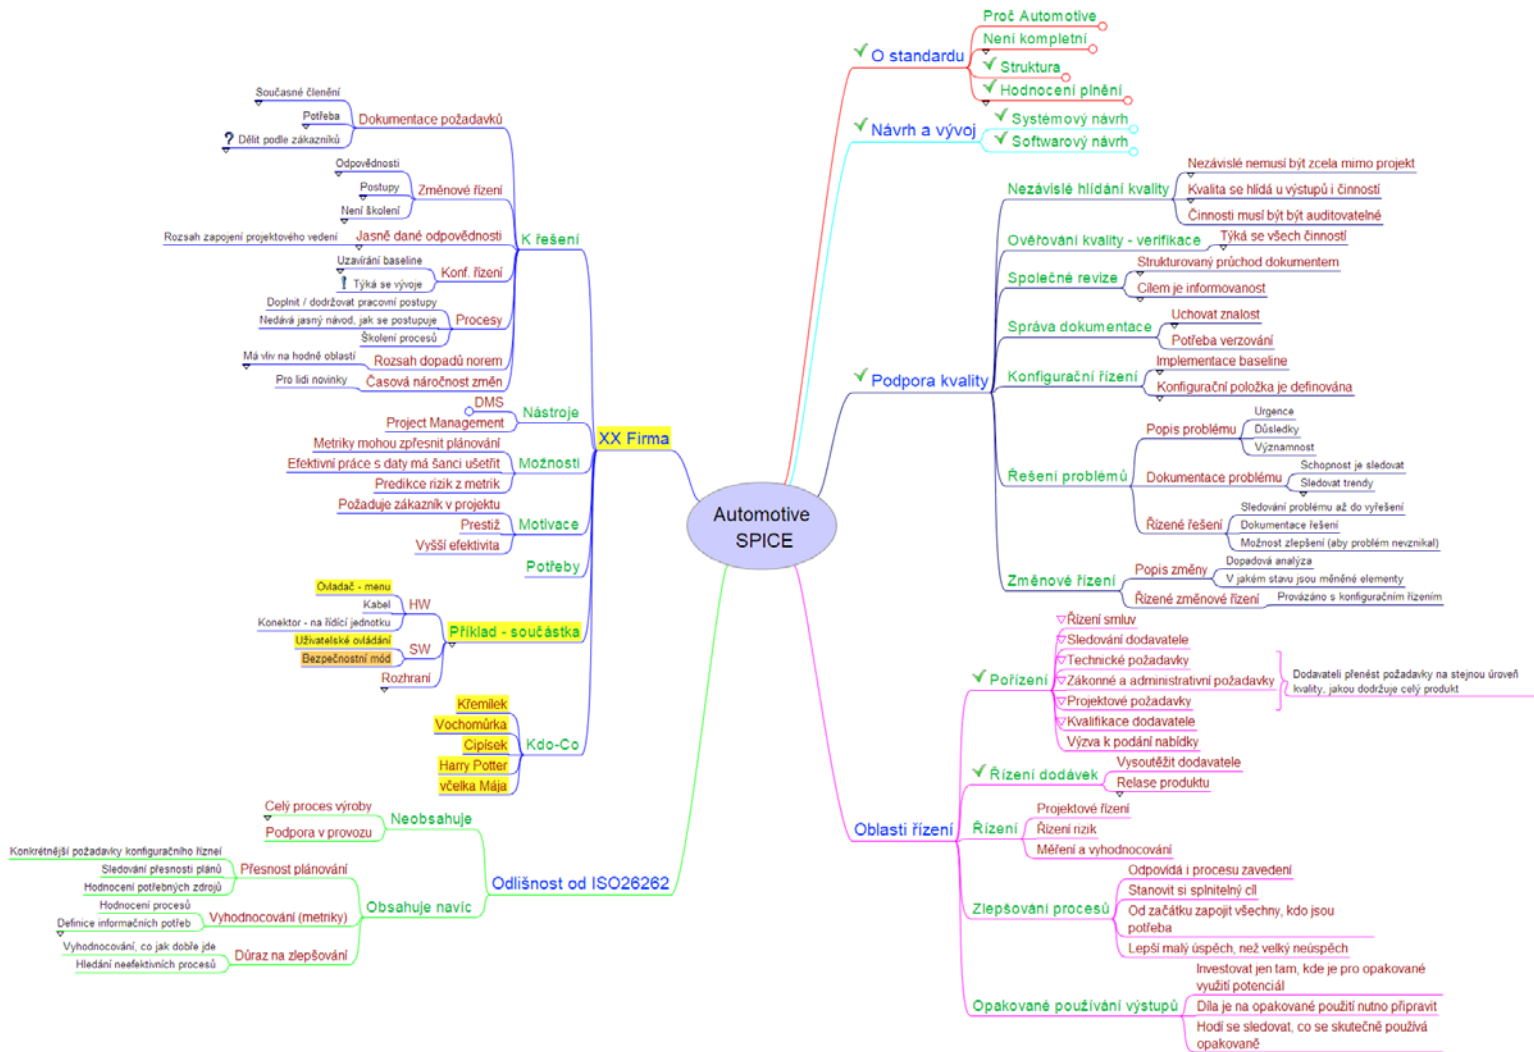 Automotive
SPICE
O standardu
Proč Automotive
Není kompletní
Struktura
Hodnocení plnění
Návrh a vývoj
Systémový návrh
Softwarový návrh
Podpora kvality
Nezávislé hlídání kvality
Nezávislé nemusí být zcela mimo projekt
Kvalita se hlídá u výstupů i činností
Činnosti musí být být auditovatelné
Ověřování kvality - verifikace
Týká se všech činností
Společné revize
Strukturovaný průchod dokumentem
Cílem je informovanost
Správa dokumentace
Uchovat znalost
Potřeba verzování
Konfigurační řízení
Implementace baseline
Konfigurační položka je definována
Řešení problémů
Popis problému
Urgence
Důsledky
Významnost
Dokumentace problému
Schopnost je sledovat
Sledovat trendy
Řízené řešení
Sledování problému až do vyřešení
Dokumentace řešení
Možnost zlepšení (aby problém nevznikal)
Změnové řízení
Popis změny
Dopadová analýza
V jakém stavu jsou měněné elementy
Řízené změnové řízení
Provázáno s konfiguračním řízením
Oblasti řízení
Pořízení
Řízení smluv
Sledování dodavatele
Technické požadavky
Zákonné a administrativní požadavky
Projektové požadavky
Kvalifikace dodavatele
Výzva k podání nabídky
Dodavateli přenést požadavky na stejnou úroveň
kvality, jakou dodržuje celý produkt
Řízení dodávek
Vysoutěžit dodavatele
Relase produktu
Řízení
Projektové řízení
Řízení rizik
Měření a vyhodnocování
Zlepšování procesů
Odpovídá i procesu zavedení
Stanovit si splnitelný cíl
Od začátku zapojit všechny, kdo jsou
potřeba
Lepší malý úspěch, než velký neúspěch
Opakované používání výstupů
Investovat jen tam, kde je pro opakované
využití potenciál
Díla je na opakované použití nutno připravit
Hodí se sledovat, co se skutečně používá
opakovaně
XX Firma
K řešení
Dokumentace požadavků
Současné členění
Potřeba
? Dělit podle zákazníků
Změnové řízení
Odpovědnosti
Postupy
Není školení
Jasně dané odpovědnosti
Rozsah zapojení projektového vedení
Konf. řízení
Uzavírání baseline
! Týká se vývoje
Procesy
Doplnit / dodržovat pracovní postupy
Nedává jasný návod, jak se postupuje
Školení procesů
Rozsah dopadů norem
Má vliv na hodně oblastí
Časová náročnost změn
Pro lidi novinky
Nástroje
DMS
Project Management
Možnosti
Metriky mohou zpřesnit plánování
Efektivní práce s daty má šanci ušetřit
Predikce rizik z metrik
Motivace
Požaduje zákazník v projektu
Prestiž
Vyšší efektivita
Potřeby
Příklad - součástka
HW
Ovladač - menu
Kabel
Konektor - na řídící jednotku
SW
Uživatelské ovládání
Bezpečnostní mód
Rozhraní
Kdo-Co
Křemílek
Vochomůrka
Cipísek
Harry Potter
včelka Mája
Odlišnost od ISO26262
Neobsahuje
Celý proces výroby
Podpora v provozu
Obsahuje navíc
Přesnost plánování
Konkrétnější požadavky konfiguračního řízneí
Sledování přesnosti plánů
Hodnocení potřebných zdrojů
Vyhodnocování (metriky)
Hodnocení procesů
Definice informačních potřeb
Důraz na zlepšování
Vyhodnocování, co jak dobře jde
Hledání neefektivních procesů